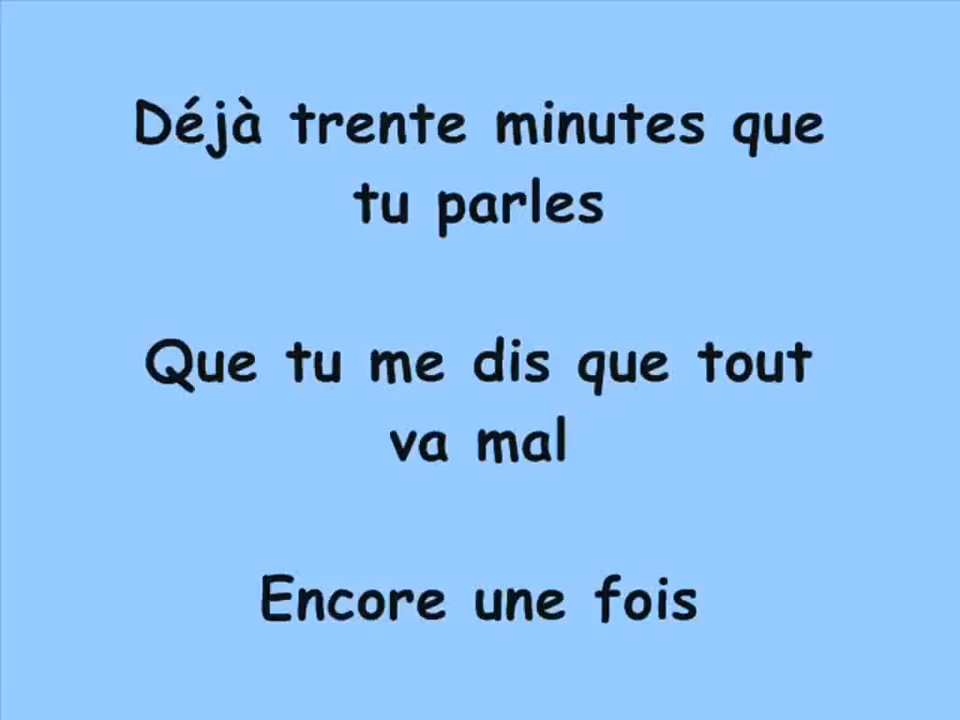 Déjà trente minutes que
tu parles
Que tu me dis que tout
va mal
Encore une fois